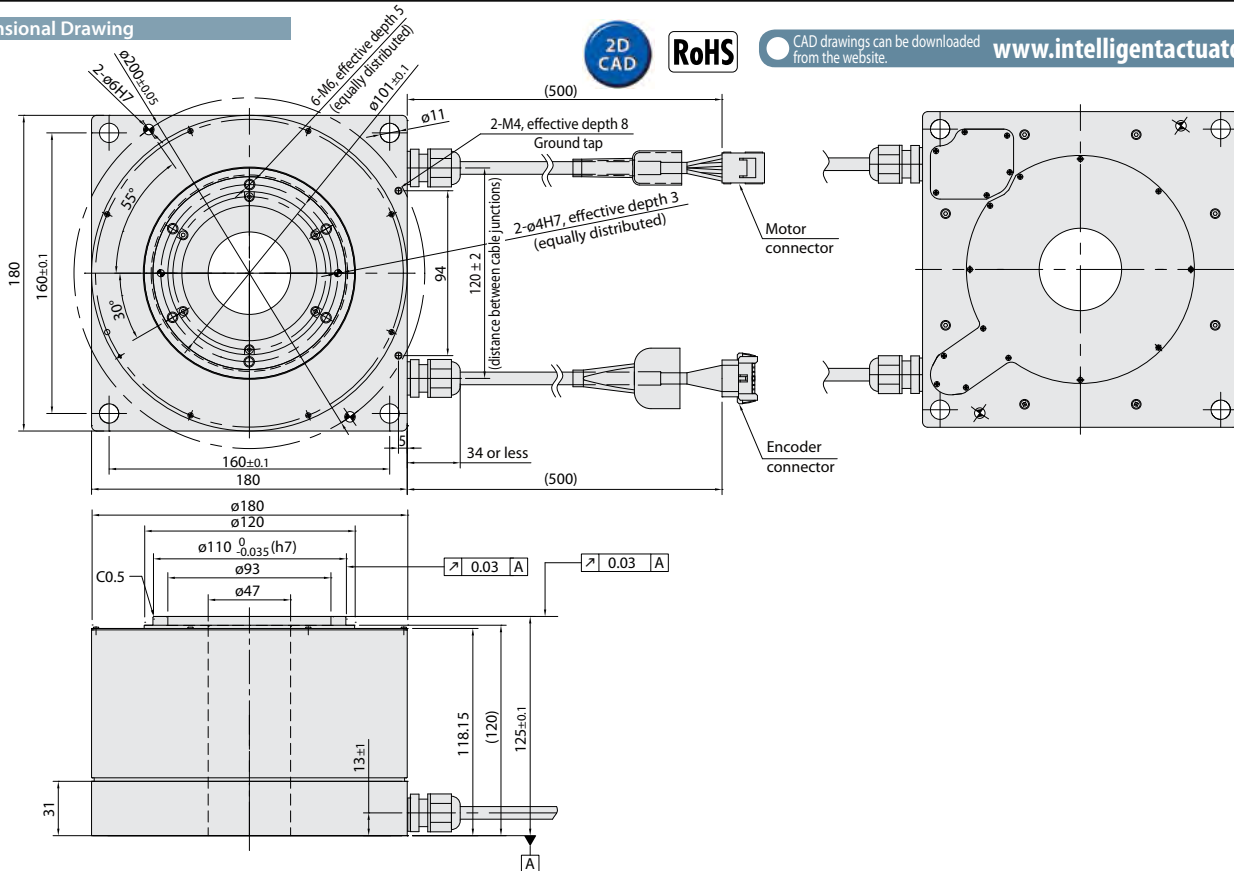 nsional Drawing
2D
CAD
RoHS
CAD drawings can be downloaded
from the website.
www.intelligentactuato
ø200±0.05
2-ø6H7
6-M6, effective depth 5
(equally distributed)
ø101±0.1
ø11
(500)
2-M4, effective depth 8
Ground tap
2-ø4H7, effective depth 3
(equally distributed)
Motor
connector
55°
30°
180
160±0.1
94
120±2
(distance between cable junctions)
Encoder
connector
5
34 or less
160±0.1
180
(500)
ø180
ø120
ø110 0 -0.035 (h7)
ø93
ø47
C0.5
↗ 0.03 A
↗ 0.03 A
31
13±1
118.15
(120)
125±0.1
A